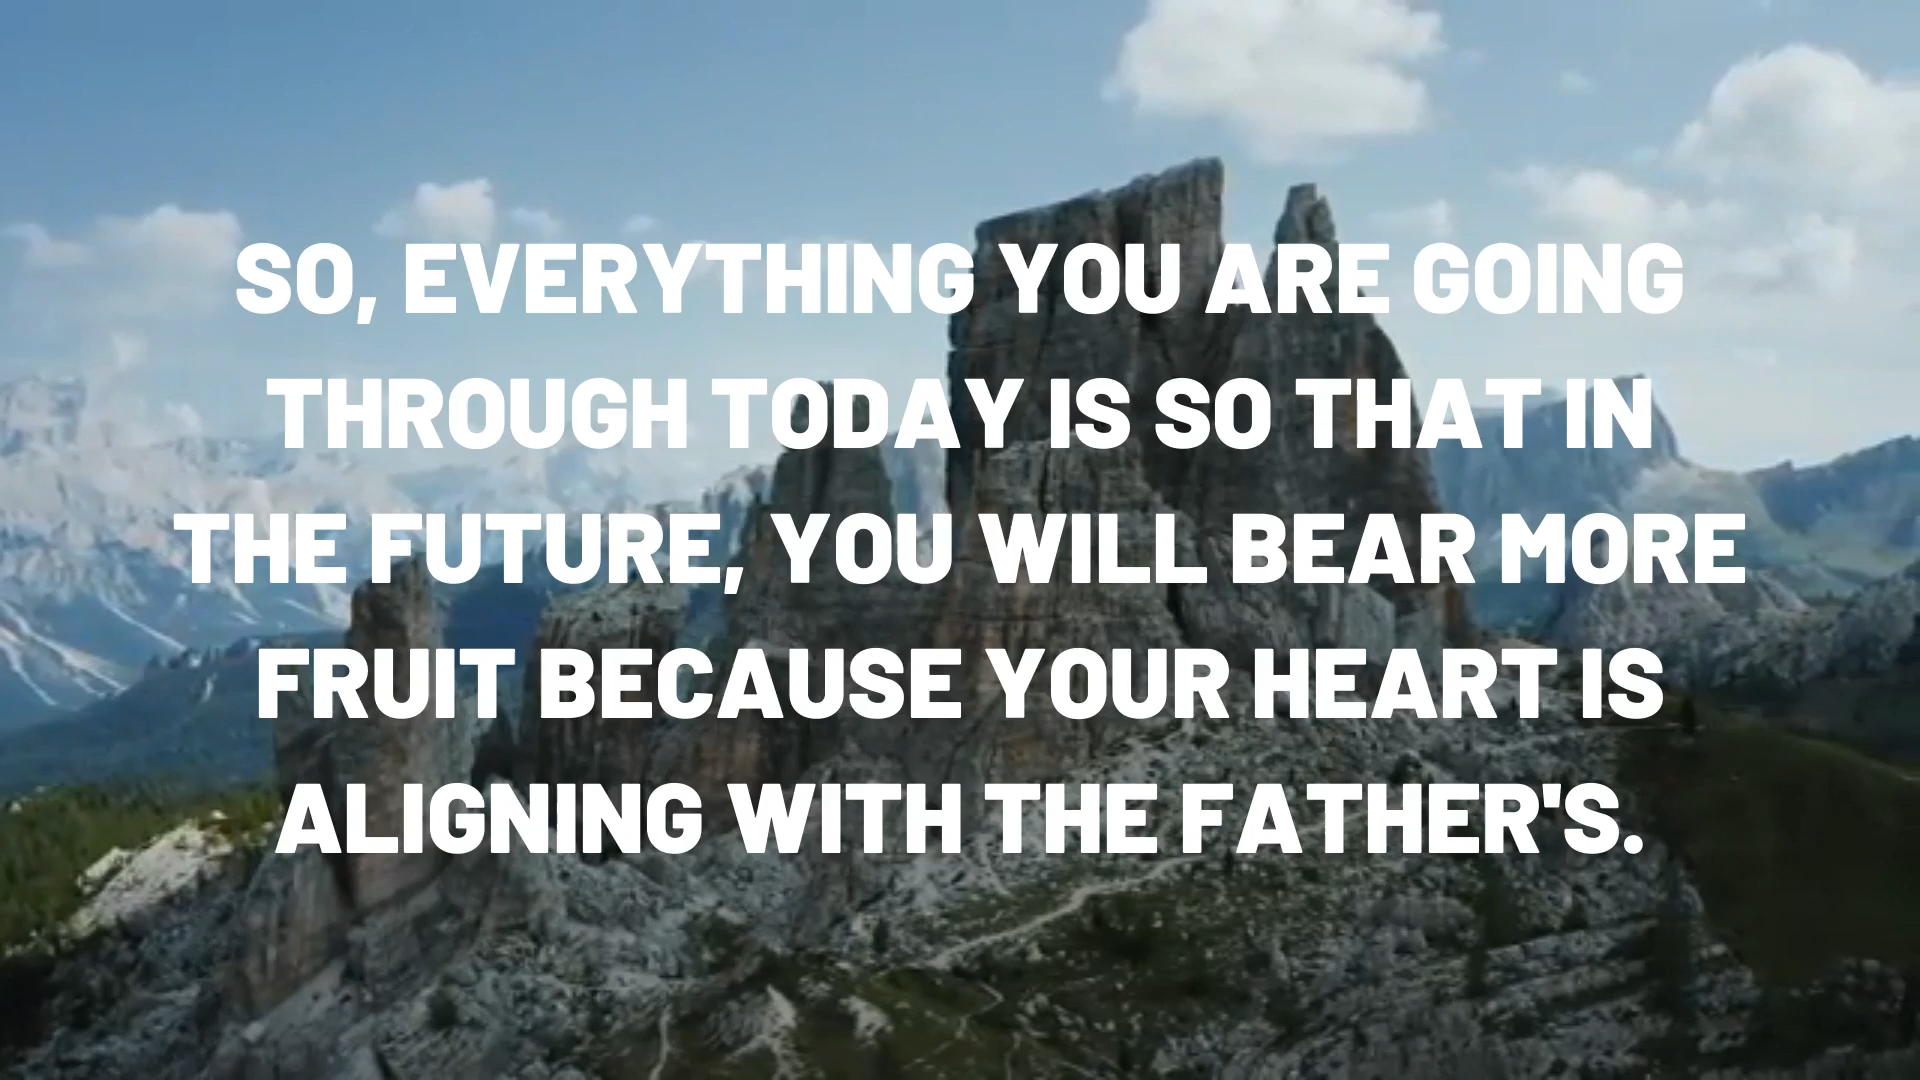 SO, EVERYTHING YOU ARE GOING
THROUGH TODAY IS SO THAT IN
THE FUTURE, YOU WILL BEAR MORE
FRUIT BECAUSE YOUR HEART IS
ALIGNING WITH THE FATHER'S.